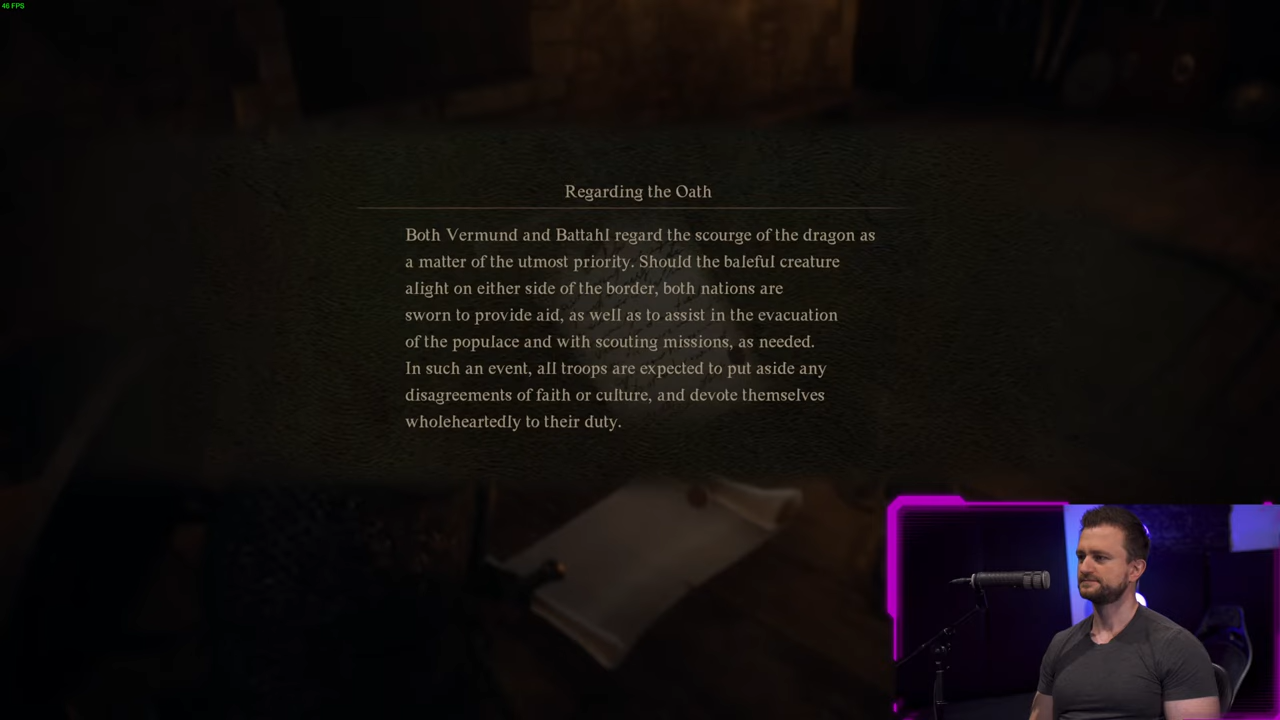 46 FPS
Regarding the Oath
Both Vermund and Battahl regard the scourge of the dragon as
a matter of the utmost priority. Should the baleful creature
alight on either side of the border, both nations are
sworn to provide aid, as well as to assist in the evacuation
of the populace and with scouting missions, as needed.
In such an event, all troops are expected to put aside any
disagreements of faith or culture, and devote themselves
wholeheartedly to their duty.